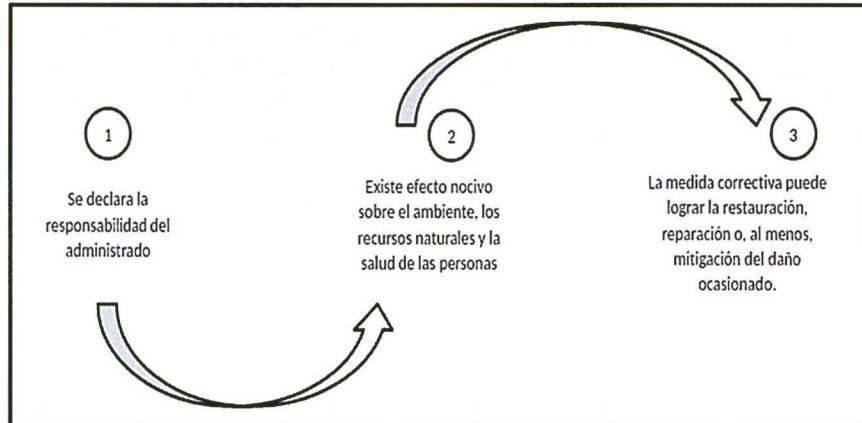 1
Se declara la
responsabilidad del
administrado
2
Existe efecto nocivo
sobre el ambiente, los
recursos naturales y la
salud de las personas
3
La medida correctiva puede
lograr la restauración,
reparación o, al menos,
mitigación del daño
ocasionado.